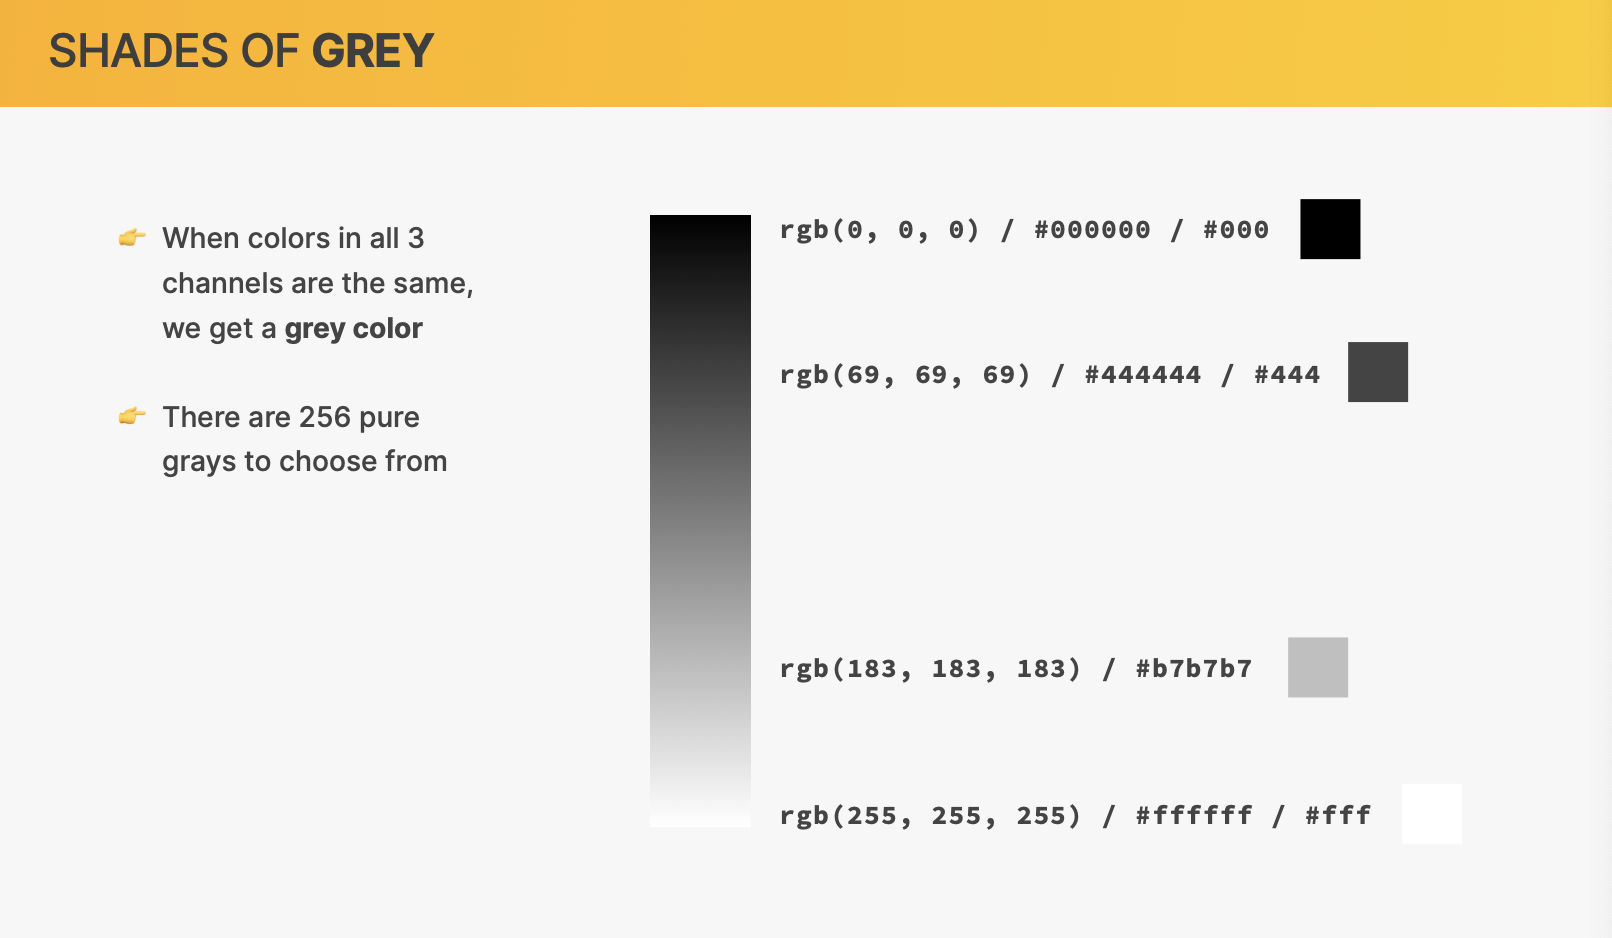 SHADES OF GREY
👉 When colors in all 3
channels are the same,
we get a grey color
👉 There are 256 pure
grays to choose from
rgb(0, 0, 0) / #000000 / #000
rgb(69, 69, 69) / #444444 / #444
rgb(183, 183, 183) / #b7b7b7
rgb(255, 255, 255) / #ffffff / #fff